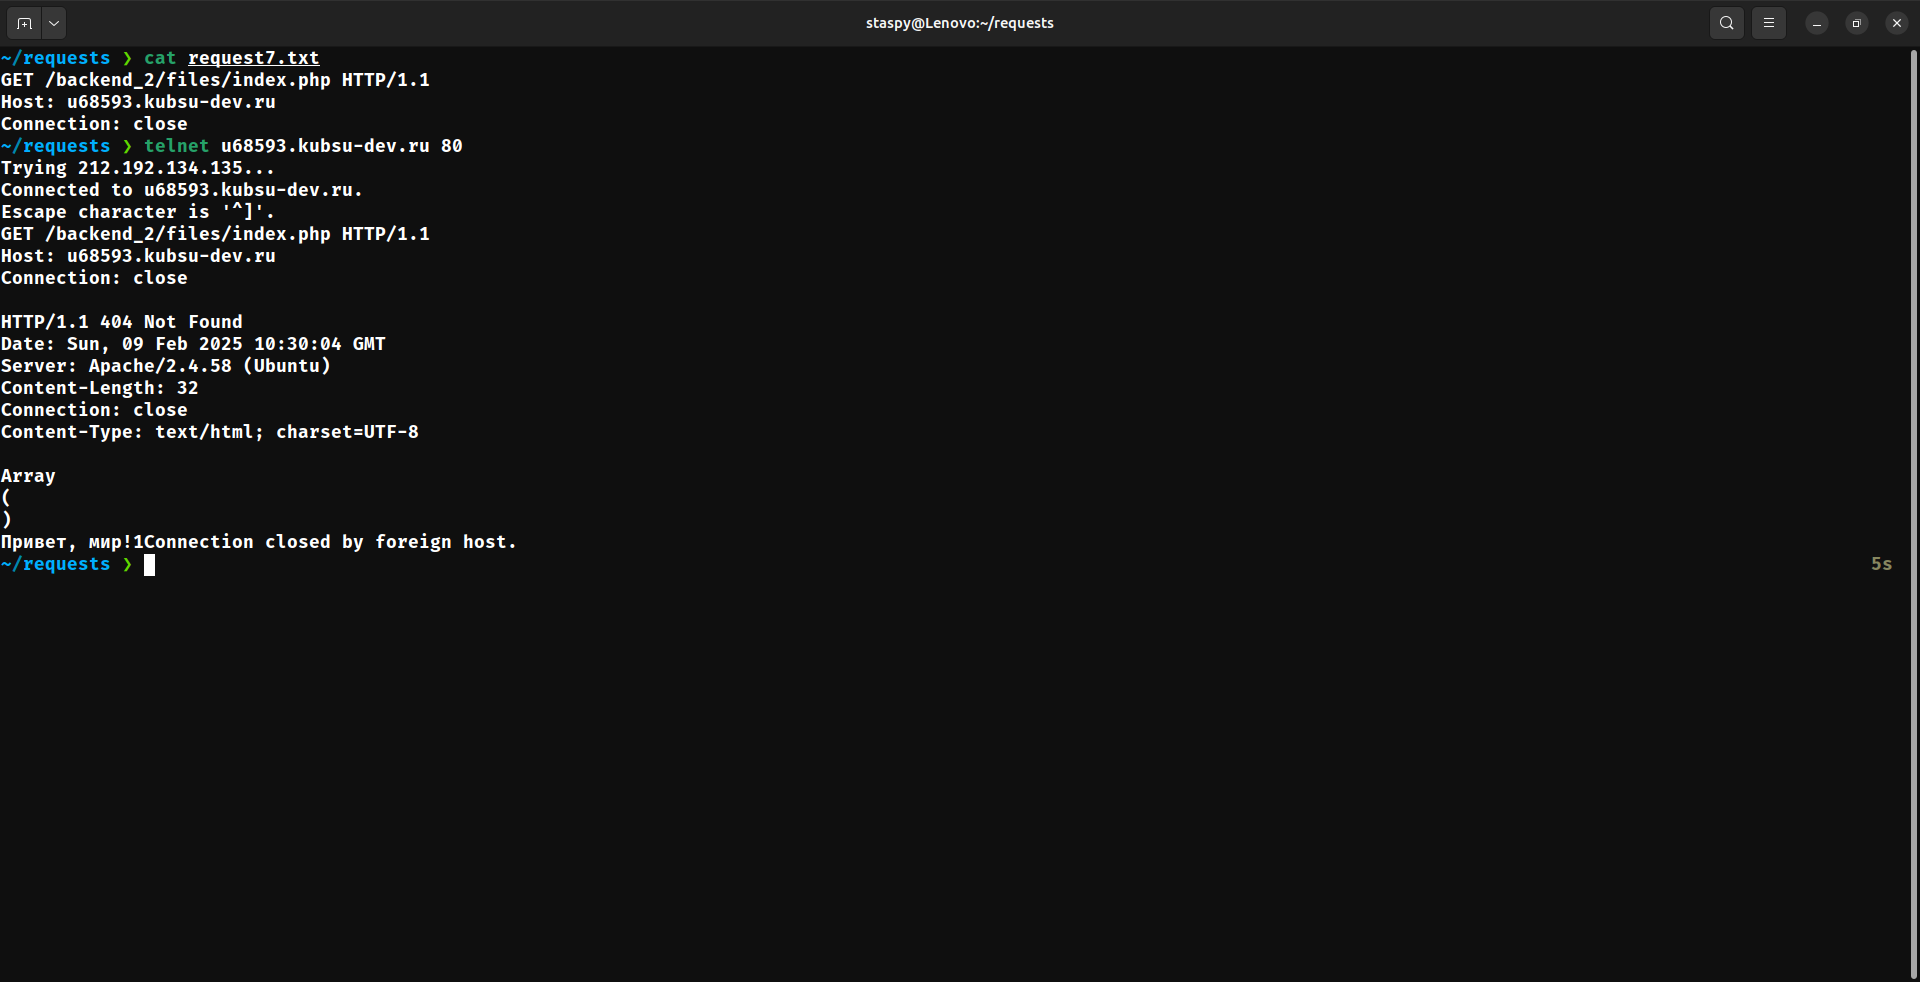 staspy@Lenovo:~/requests
~/requests ❯ cat request7.txt
GET /backend_2/files/index.php HTTP/1.1
Host: u68593.kubsu-dev.ru
Connection: close
~/requests ❯ telnet u68593.kubsu-dev.ru 80
Trying 212.192.134.135...
Connected to u68593.kubsu-dev.ru.
Escape character is '^]'.
GET /backend_2/files/index.php HTTP/1.1
Host: u68593.kubsu-dev.ru
Connection: close
HTTP/1.1 404 Not Found
Date: Sun, 09 Feb 2025 10:30:04 GMT
Server: Apache/2.4.58 (Ubuntu)
Content-Length: 32
Connection: close
Content-Type: text/html; charset=UTF-8
Array
(
)
Привет, мир!1Connection closed by foreign host.
~/requests ❯ 5s